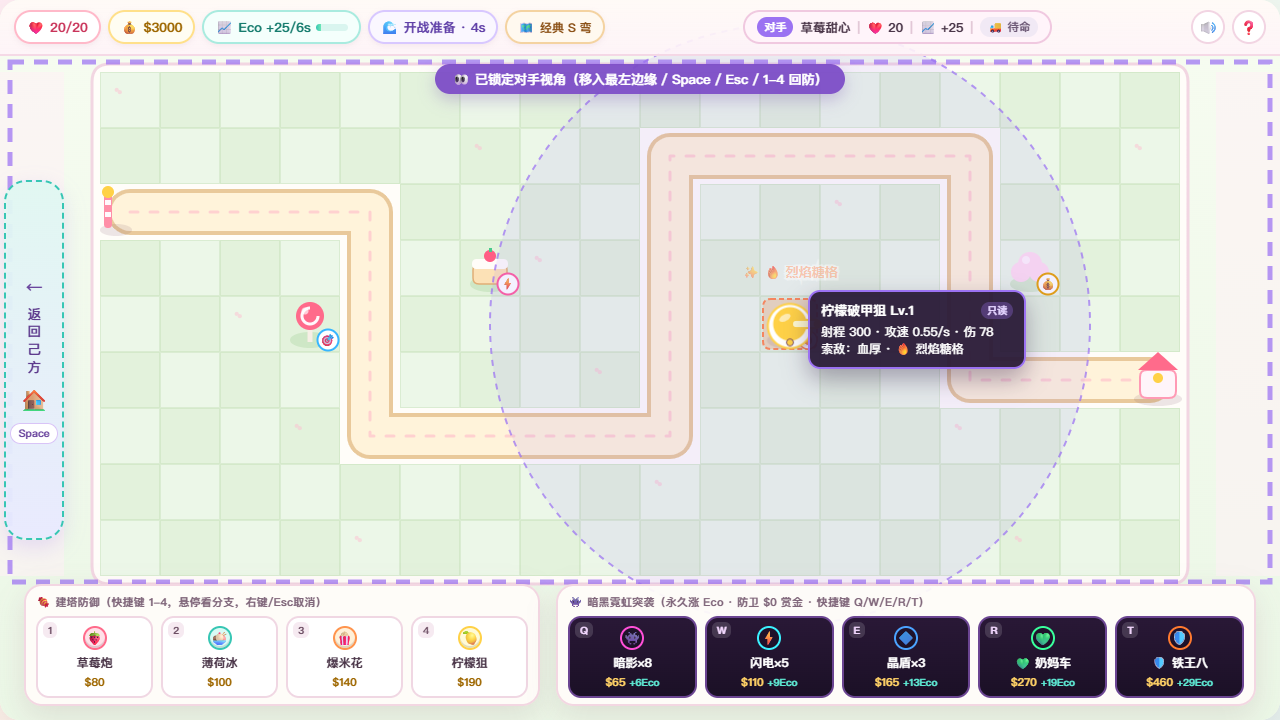 20/20
$3000
Eco +25/6s
开战准备 · 4s
经典 S 弯
对手 草莓甜心 20 +25 待命
已锁定对手视角（移入最左边缘 / Space / Esc / 1–4 回防）
←
返
回
己
方
Space
烈焰糖格
柠檬破甲狙 Lv.1 只读
射程 300 · 攻速 0.55/s · 伤 78
索敌：血厚 · 烈焰糖格
建塔防御（快捷键 1–4，悬停看分支，右键/Esc取消）
1
草莓炮
$80
2
薄荷冰
$100
3
爆米花
$140
4
柠檬狙
$190
暗黑霓虹突袭（永久涨 Eco · 防卫 $0 赏金 · 快捷键 Q/W/E/R/T）
Q
暗影x8
$65 +6Eco
W
闪电x5
$110 +9Eco
E
晶盾x3
$165 +13Eco
R
奶妈车
$270 +19Eco
T
铁王八
$460 +29Eco